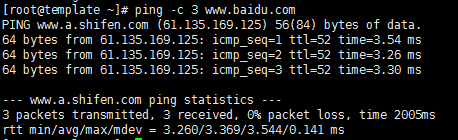 [root@template ~]# ping -c 3 www.baidu.com
PING www.a.shifen.com (61.135.169.125) 56(84) bytes of data.
64 bytes from 61.135.169.125: icmp_seq=1 ttl=52 time=3.54 ms
64 bytes from 61.135.169.125: icmp_seq=2 ttl=52 time=3.26 ms
64 bytes from 61.135.169.125: icmp_seq=3 ttl=52 time=3.30 ms
--- www.a.shifen.com ping statistics ---
3 packets transmitted, 3 received, 0% packet loss, time 2005ms
rtt min/avg/max/mdev = 3.260/3.369/3.544/0.141 ms